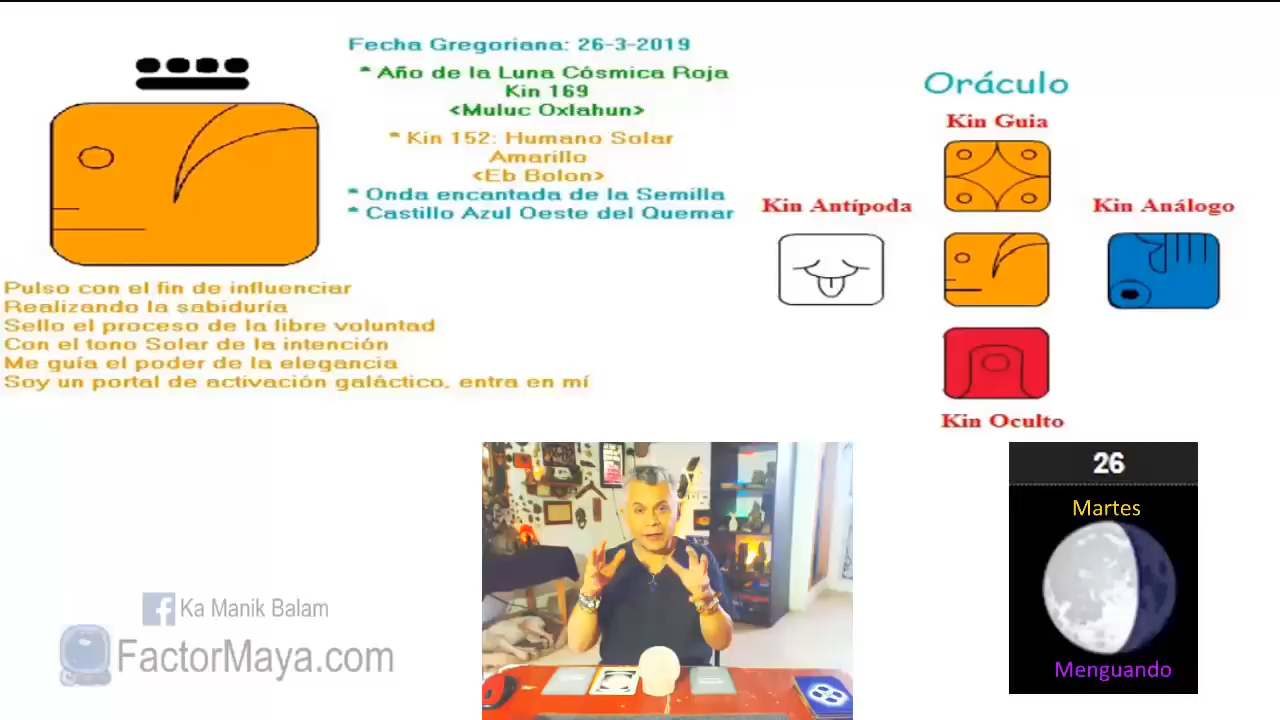 Fecha Gregoriana: 26-3-2019
* Año de la Luna Cósmica Roja
Kin 169
<Muluc Oxlahun>
* Kin 152: Humano Solar
Amarillo
<Eb Bolon>
* Onda encantada de la Semilla
* Castillo Azul Oeste del Quemar
Pulso con el fin de influenciar
Realizando la sabiduría
Sello el proceso de la libre voluntad
Con el tono Solar de la intención
Me guía el poder de la elegancia
Soy un portal de activación galáctico, entra en mí
Oráculo
Kin Guia
Kin Antípoda
Kin Análogo
Kin Oculto
Ka Manik Balam
FactorMaya.com
26
Martes
Menguando